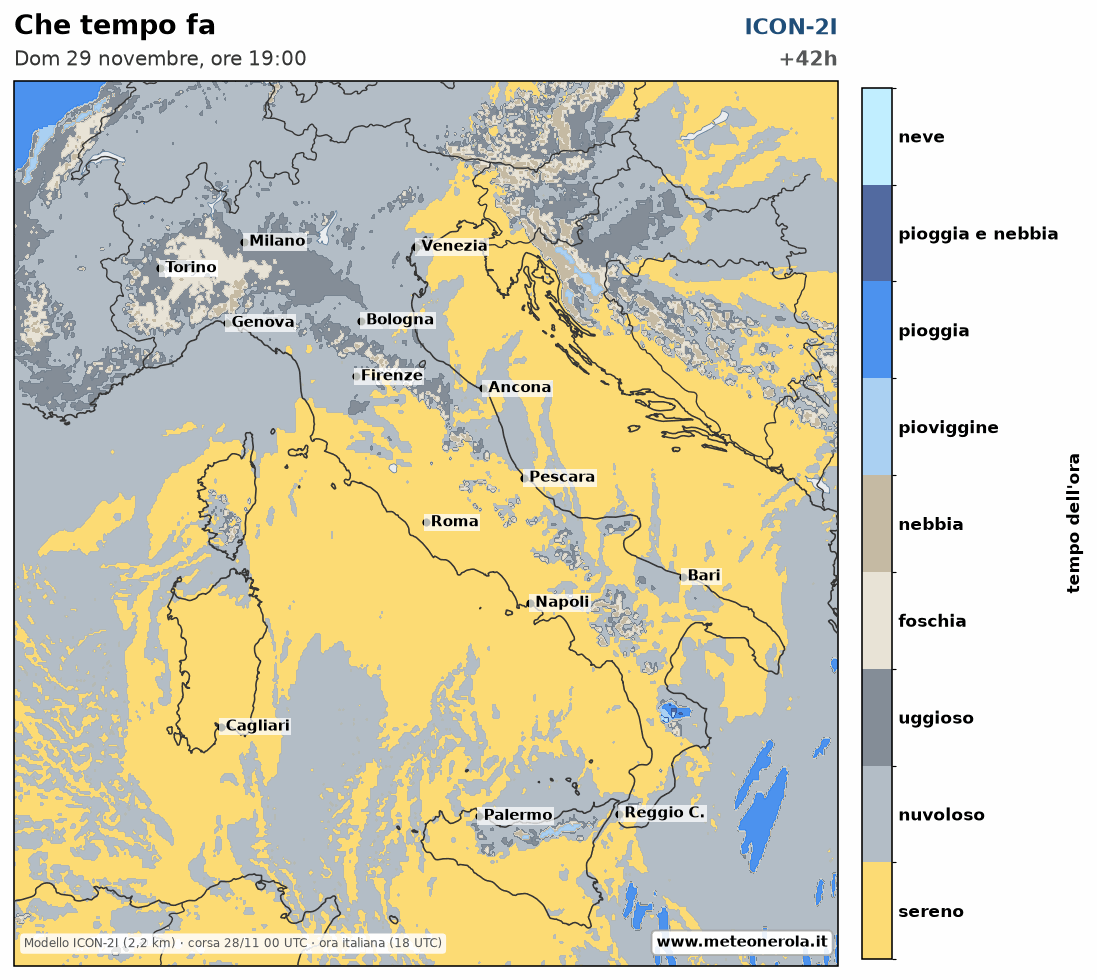 Che tempo fa
ICON-2I
Dom 29 novembre, ore 19:00
+42h
neve
pioggia e nebbia
pioggia
pioviggine
nebbia
foschia
uggioso
nuvoloso
sereno
tempo dell'ora
Milano
Venezia
Torino
Genova
Bologna
Firenze
Ancona
Pescara
Roma
Bari
Napoli
Cagliari
Palermo
Reggio C.
Modello ICON-2I (2,2 km) · corsa 28/11 00 UTC · ora italiana (18 UTC)
www.meteonerola.it